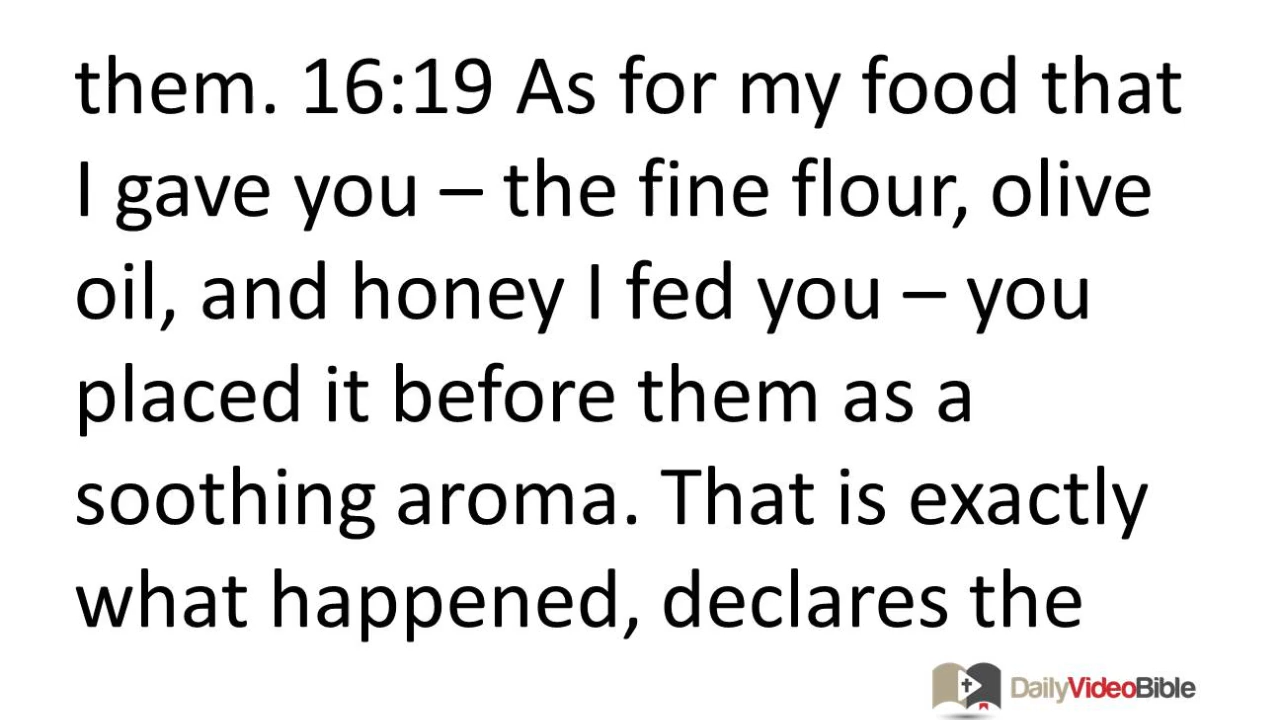 them. 16:19 As for my food that
I gave you – the fine flour, olive
oil, and honey I fed you – you
placed it before them as a
soothing aroma. That is exactly
what happened, declares the
DailyVideoBible